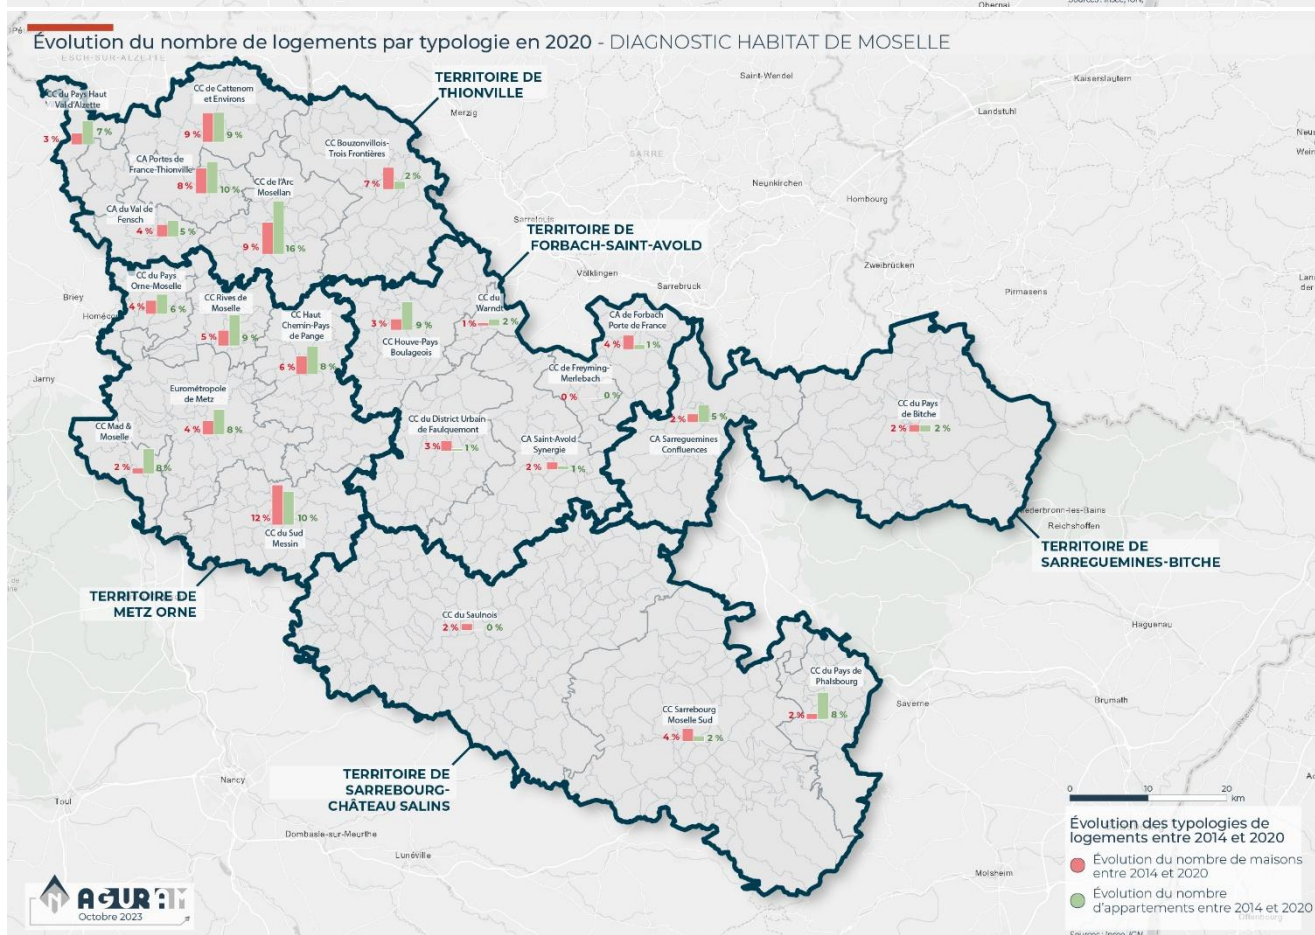 Obernai
Évolution du nombre de logements par typologie en 2020 - DIAGNOSTIC HABITAT DE MOSELLE
ESCH-SUR-ALZETTE
TERRITOIRE DE
THIONVILLE
Merzig
Saint-Wendel
Kaiserslautern
Landstuhl
SARRE
Neunkirchen
Hombourg
Sarrelouis
Völklingen
Sarrebruck
Zweibrücken
Pirmasens
CC du Pays Haut
Val d'Alzette
3 % 7 %
CC de Cattenom
et Environs
9 % 9 %
CC Bouzonvillois-
Trois Frontières
7 % 2 %
CA Portes de
France-Thionville
8 % 10 %
CC de l'Arc
Mosellan
9 % 16 %
CA du Val de
Fensch
4 % 5 %
TERRITOIRE DE
FORBACH-SAINT-AVOLD
Briey
Jarny
CC du Pays
Orne-Moselle
4 % 6 %
CC Rives de
Moselle
5 % 9 %
CC Haut
Chemin-Pays
de Pange
6 % 8 %
3 % 9 %
CC Houve-Pays
Boulageois
CC du
Warndt
1 % 2 %
CA de Forbach
Porte de France
4 % 1 %
CC de Freyming-
Merlebach
0 % 0 %
Eurométropole
de Metz
4 % 8 %
CC Mad &
Moselle
2 % 8 %
CC du District Urbain
de Faulquemont
3 % 1 %
CA Saint-Avold
Synergie
2 % 1 %
2 % 5 %
CA Sarreguemines
Confluences
CC du Pays
de Bitche
2 % 2 %
12 % 10 %
CC du Sud
Messin
Reichshoffen
TERRITOIRE DE
SARREGUEMINES-BITCHE
TERRITOIRE DE
METZ ORNE
CC du Saulnois
2 % 0 %
Haguenau
CC du Pays de
Phalsbourg
2 % 8 %
CC Sarrebourg
Moselle Sud
4 % 2 %
Saverne
Brumath
TERRITOIRE DE
SARREBOURG-
CHÂTEAU SALINS
Nancy
Toul
Dombasle-sur-Meurthe
Lunéville
Molsheim
0 10 20
km
Évolution des typologies de
logements entre 2014 et 2020
Évolution du nombre de maisons
entre 2014 et 2020
Évolution du nombre
d'appartements entre 2014 et 2020
N AGURAM
Octobre 2023